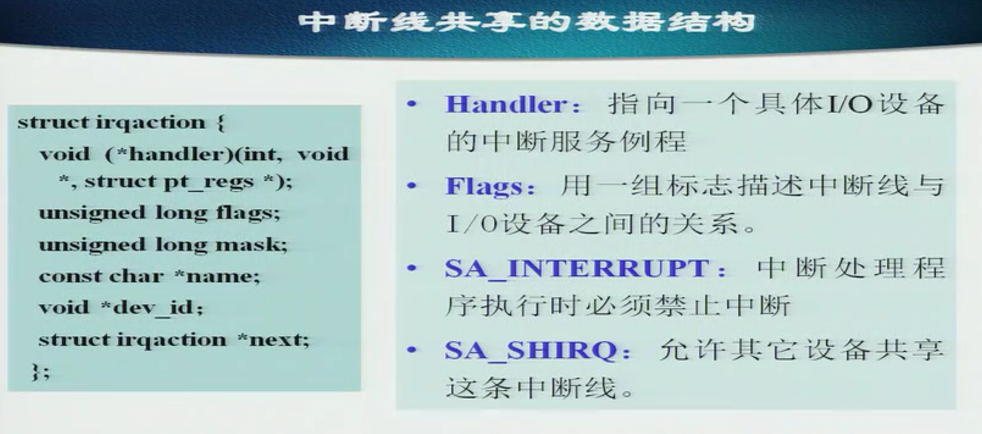 中断线共享的数据结构
struct irqaction {
void (*handler)(int, void
*, struct pt_regs *);
unsigned long flags;
unsigned long mask;
const char *name;
void *dev_id;
struct irqaction *next;
};
• Handler: 指向一个具体I/O设备
的中断服务例程
• Flags: 用一组标志描述中断线与
I/O设备之间的关系。
• SA_INTERRUPT: 中断处理程
序执行时必须禁止中断
• SA_SHIRQ: 允许其它设备共享
这条中断线。